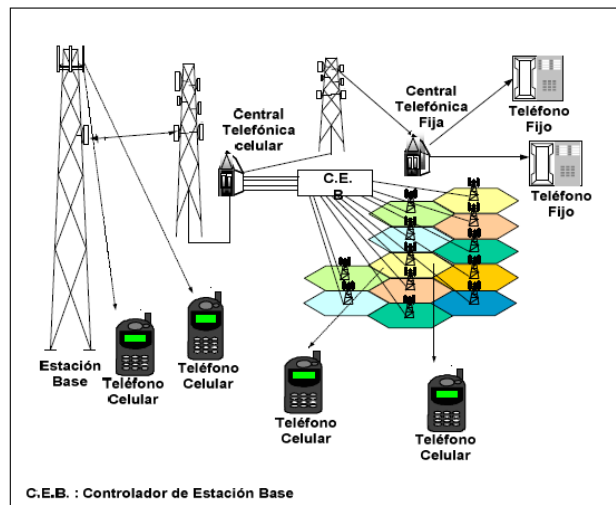 Central
Telefónica
celular
Central
Telefónica
Fija
Teléfono
Fijo
Teléfono
Fijo
C.E.
B
Estación
Base
Teléfono
Celular
Teléfono
Celular
Teléfono
Celular
Teléfono
Celular
C.E.B. : Controlador de Estación Base